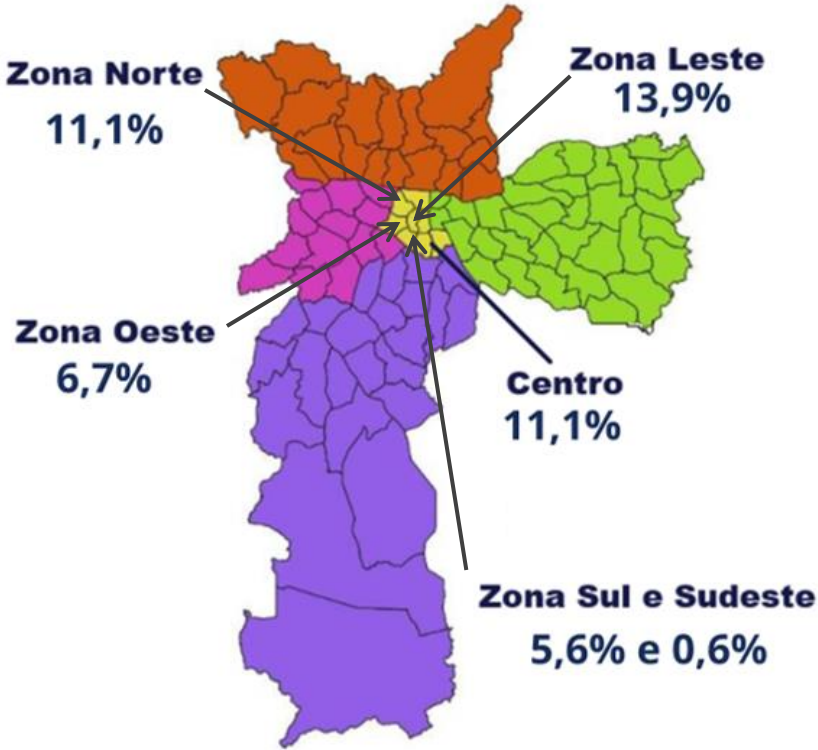 Zona Norte
11,1%
Zona Leste
13,9%
Zona Oeste
6,7%
Centro
11,1%
Zona Sul e Sudeste
5,6% e 0,6%